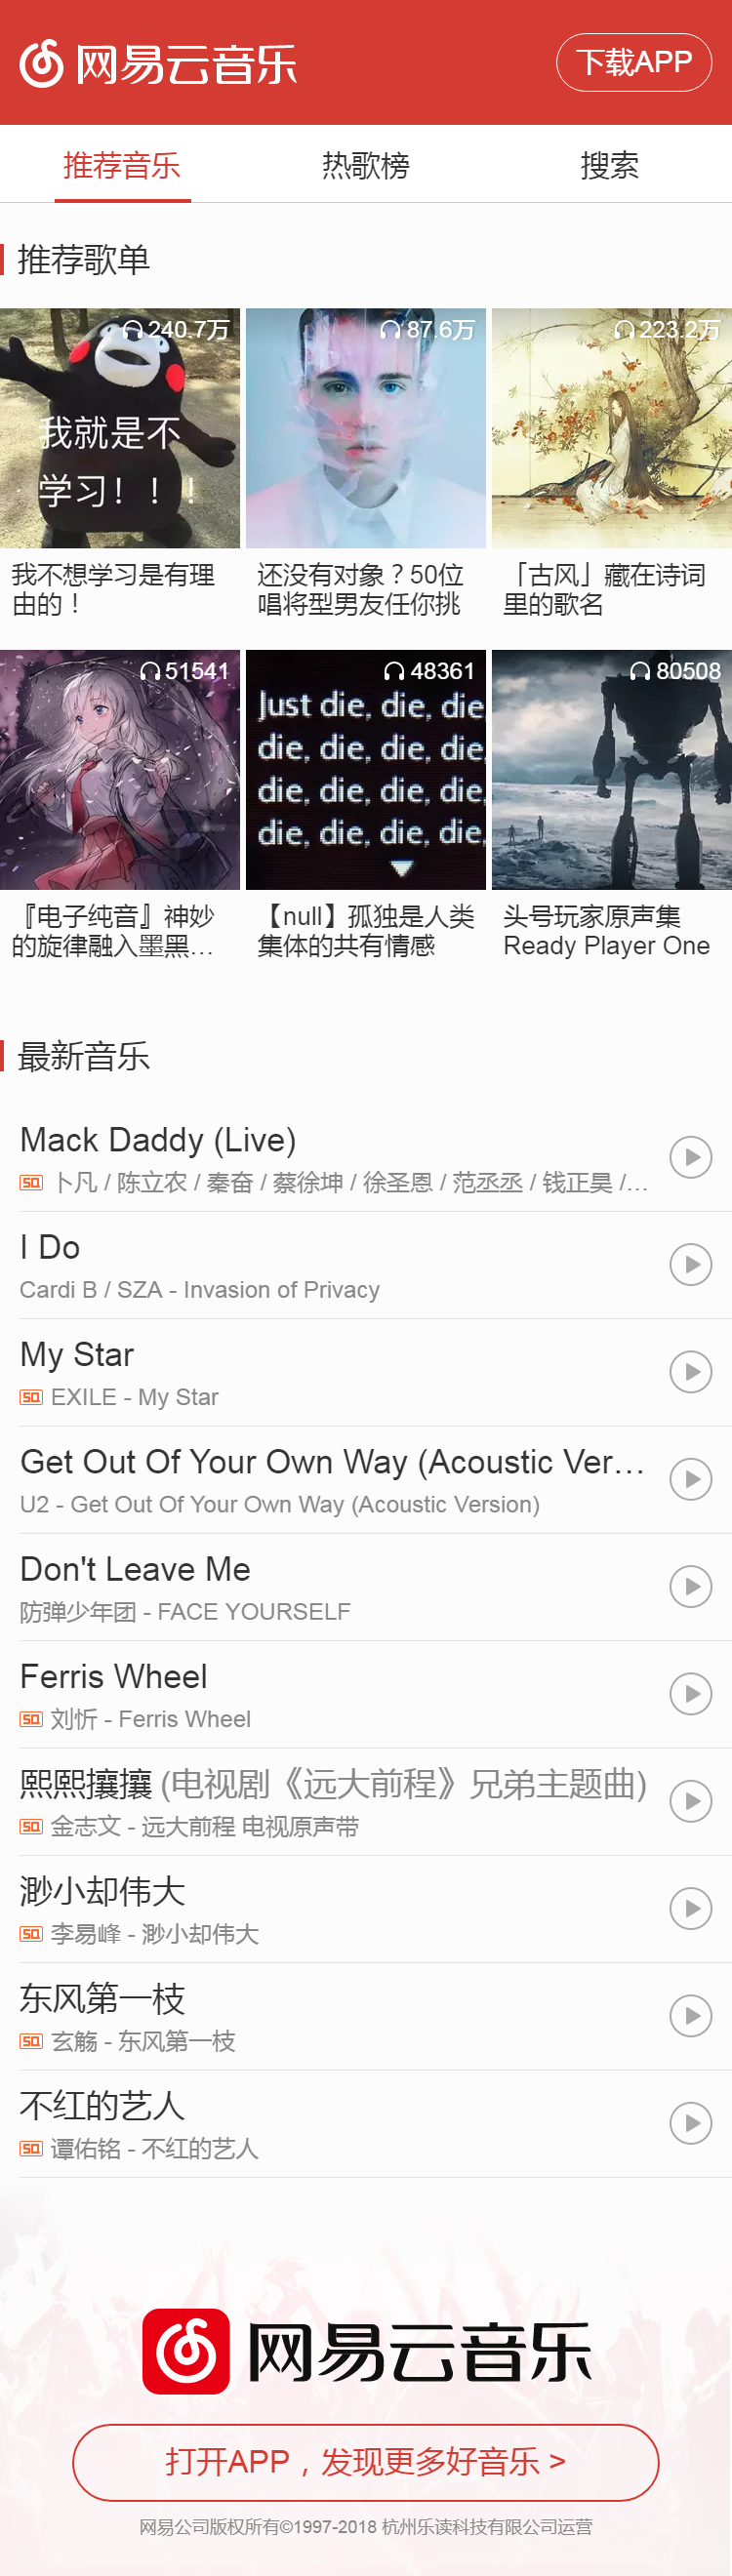 网易云音乐
下载APP
推荐音乐
热歌榜
搜索
推荐歌单
240.7万
我就是不
学习！！！
87.6万
223.2万
我不想学习是有理
由的！
还没有对象？50位
唱将型男友任你挑
「古风」藏在诗词
里的歌名
51541
48361
Just die, die, die,
die, die, die, die,
die, die, die, die,
die, die, die, die,
80508
『电子纯音』神妙
的旋律融入墨黑…
【null】孤独是人类
集体的共有情感
头号玩家原声集
Ready Player One
最新音乐
Mack Daddy (Live)
SQ 卜凡 / 陈立农 / 秦奋 / 蔡徐坤 / 徐圣恩 / 范丞丞 / 钱正昊 /…
I Do
Cardi B / SZA - Invasion of Privacy
My Star
SQ EXILE - My Star
Get Out Of Your Own Way (Acoustic Ver…
U2 - Get Out Of Your Own Way (Acoustic Version)
Don't Leave Me
防弹少年团 - FACE YOURSELF
Ferris Wheel
SQ 刘忻 - Ferris Wheel
熙熙攘攘 (电视剧《远大前程》兄弟主题曲)
SQ 金志文 - 远大前程 电视原声带
渺小却伟大
SQ 李易峰 - 渺小却伟大
东风第一枝
SQ 玄觞 - 东风第一枝
不红的艺人
SQ 谭佑铭 - 不红的艺人
网易云音乐
打开APP，发现更多好音乐 >
网易公司版权所有©1997-2018 杭州乐读科技有限公司运营